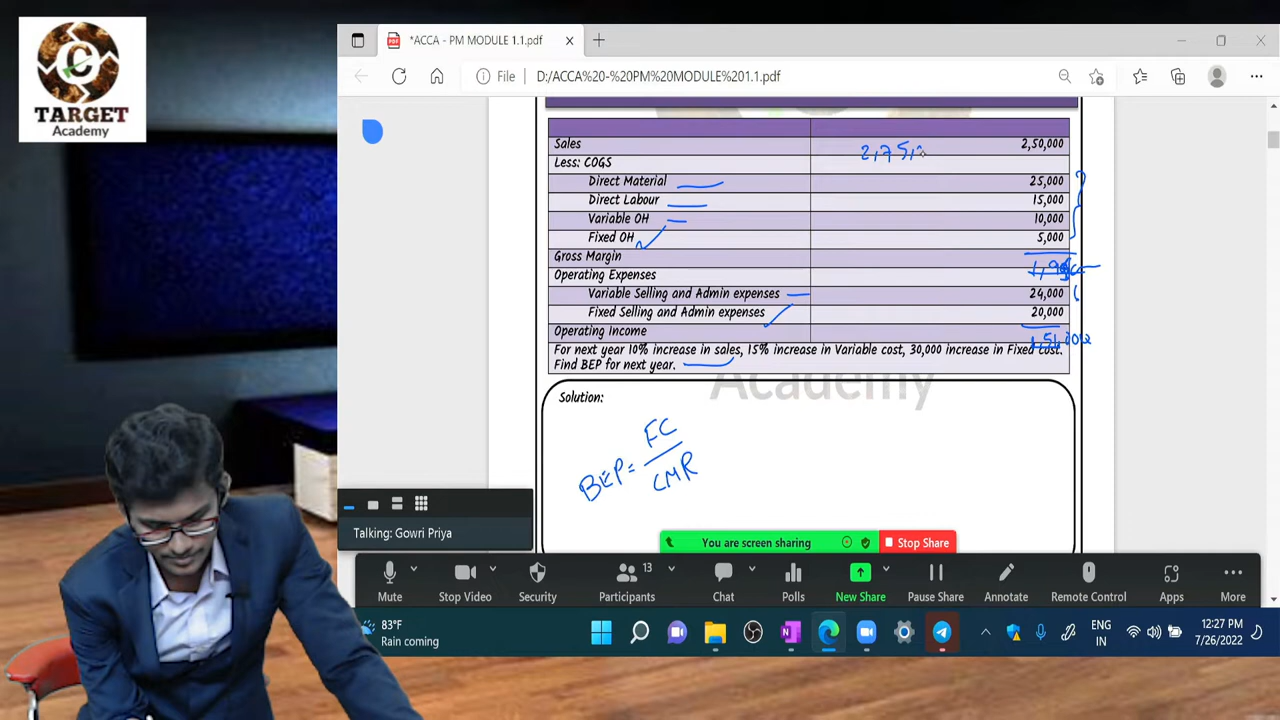 C
TARGET
Academy
*ACCA - PM MODULE 1.1.pdf
File D:/ACCA%20-%20PM%20MODULE%201.1.pdf
Sales 2,75, 2,50,000
Less: COGS
Direct Material 25,000
Direct Labour 15,000
Variable OH 10,000
Fixed OH 5,000
Gross Margin
Operating Expenses
Variable Selling and Admin expenses 24,000
Fixed Selling and Admin expenses 20,000
Operating Income
For next year 10% increase in sales, 15% increase in Variable cost, 30,000 increase in Fixed cost.
Find BEP for next year.
Academy
Solution:
BEP = FC
CMR
Talking: Gowri Priya
You are screen sharing Stop Share
13
Mute Stop Video Security Participants Chat Polls New Share Pause Share Annotate Remote Control Apps More
83°F
Rain coming
ENG
IN
12:27 PM
7/26/2022